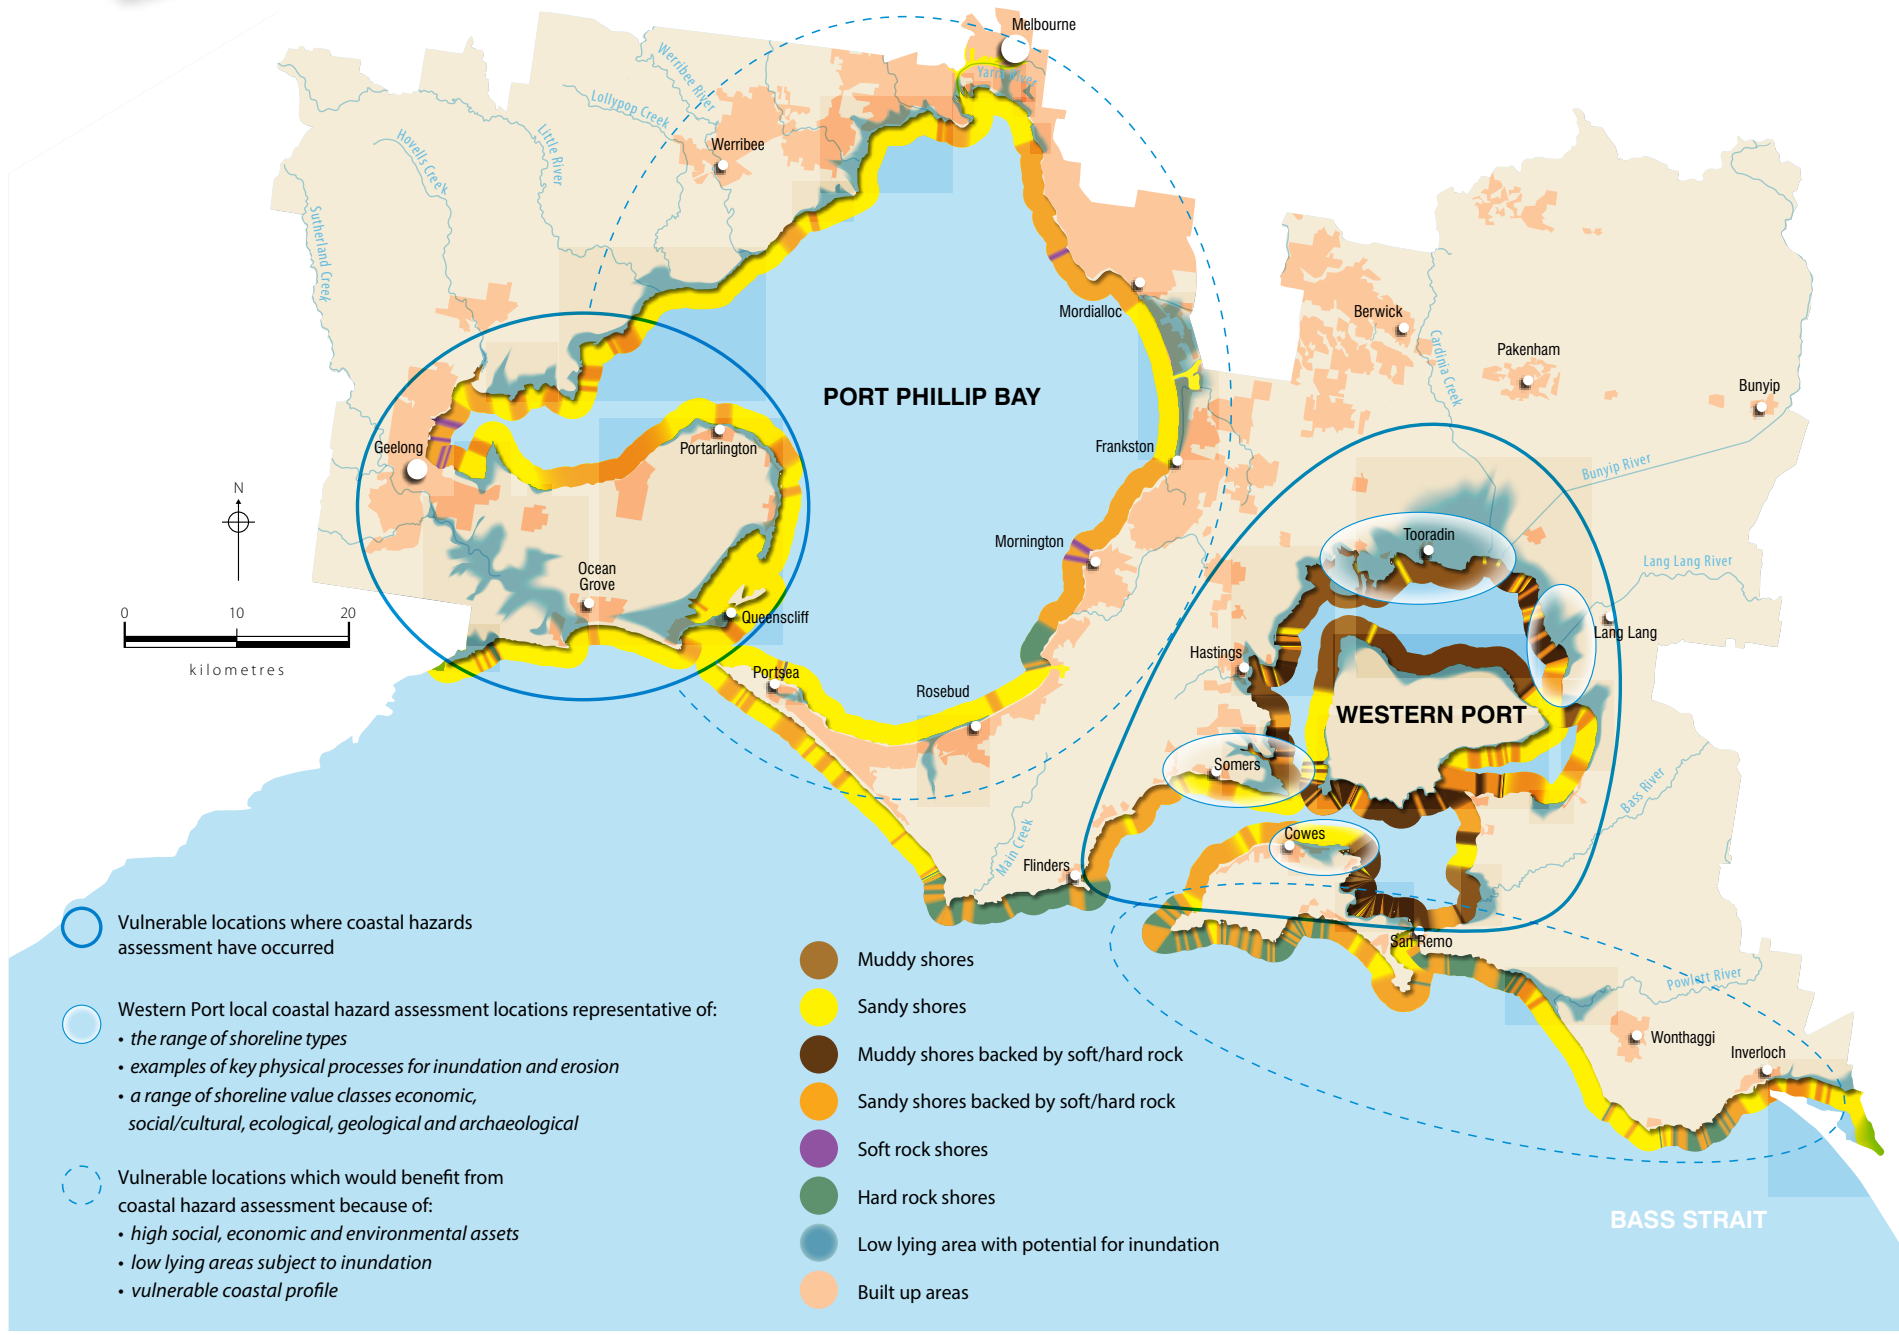 Melbourne
Yarra River
Werribee River
Lollypop Creek
Little River
Hovells Creek
Sutherland Creek
Werribee
Mordialloc
Berwick
Pakenham
Cardinia Creek
Bunyip
PORT PHILLIP BAY
Geelong
Portarlington
Frankston
Bunyip River
N
Mornington
Tooradin
Lang Lang River
Ocean
Grove
0 10 20
kilometres
Queenscliff
Lang Lang
Hastings
Portsea
Rosebud
WESTERN PORT
Somers
Bass River
Cowes
Main Creek
Flinders
San Remo
Powlett River
Wonthaggi
Inverloch
BASS STRAIT
Vulnerable locations where coastal hazards
assessment have occurred
Western Port local coastal hazard assessment locations representative of:
• the range of shoreline types
• examples of key physical processes for inundation and erosion
• a range of shoreline value classes economic,
social/cultural, ecological, geological and archaeological
Vulnerable locations which would benefit from
coastal hazard assessment because of:
• high social, economic and environmental assets
• low lying areas subject to inundation
• vulnerable coastal profile
Muddy shores
Sandy shores
Muddy shores backed by soft/hard rock
Sandy shores backed by soft/hard rock
Soft rock shores
Hard rock shores
Low lying area with potential for inundation
Built up areas